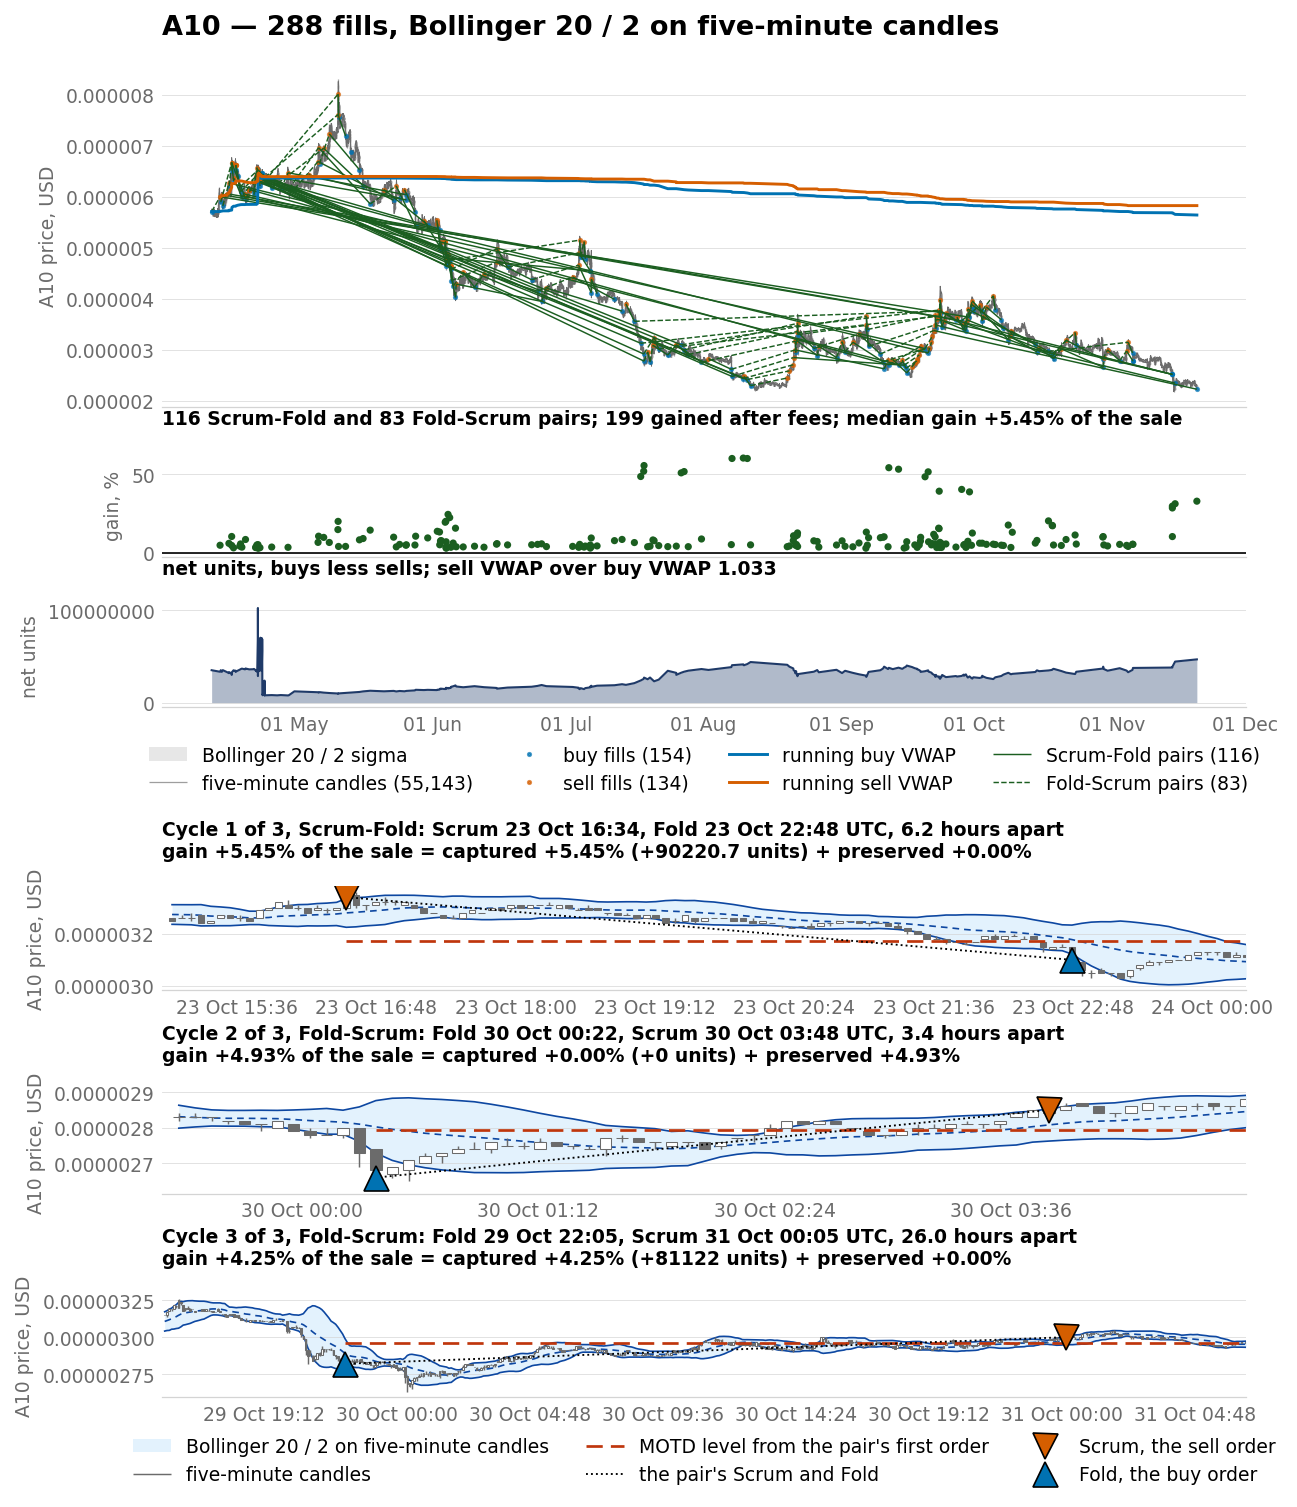 A10 — 288 fills, Bollinger 20 / 2 on five-minute candles
A10 price, USD
0.000008
0.000007
0.000006
0.000005
0.000004
0.000003
0.000002
116 Scrum-Fold and 83 Fold-Scrum pairs; 199 gained after fees; median gain +5.45% of the sale
gain, %
50
0
net units, buys less sells; sell VWAP over buy VWAP 1.033
net units
100000000
0
01 May 01 Jun 01 Jul 01 Aug 01 Sep 01 Oct 01 Nov 01 Dec
Bollinger 20 / 2 sigma buy fills (154) running buy VWAP Scrum-Fold pairs (116)
five-minute candles (55,143) sell fills (134) running sell VWAP Fold-Scrum pairs (83)
Cycle 1 of 3, Scrum-Fold: Scrum 23 Oct 16:34, Fold 23 Oct 22:48 UTC, 6.2 hours apart
gain +5.45% of the sale = captured +5.45% (+90220.7 units) + preserved +0.00%
A10 price, USD
0.0000032
0.0000030
23 Oct 15:36 23 Oct 16:48 23 Oct 18:00 23 Oct 19:12 23 Oct 20:24 23 Oct 21:36 23 Oct 22:48 24 Oct 00:00
Cycle 2 of 3, Fold-Scrum: Fold 30 Oct 00:22, Scrum 30 Oct 03:48 UTC, 3.4 hours apart
gain +4.93% of the sale = captured +0.00% (+0 units) + preserved +4.93%
A10 price, USD
0.0000029
0.0000028
0.0000027
30 Oct 00:00 30 Oct 01:12 30 Oct 02:24 30 Oct 03:36
Cycle 3 of 3, Fold-Scrum: Fold 29 Oct 22:05, Scrum 31 Oct 00:05 UTC, 26.0 hours apart
gain +4.25% of the sale = captured +4.25% (+81122 units) + preserved +0.00%
A10 price, USD
0.00000325
0.00000300
0.00000275
29 Oct 19:12 30 Oct 00:00 30 Oct 04:48 30 Oct 09:36 30 Oct 14:24 30 Oct 19:12 31 Oct 00:00 31 Oct 04:48
Bollinger 20 / 2 on five-minute candles MOTD level from the pair's first order Scrum, the sell order
five-minute candles the pair's Scrum and Fold Fold, the buy order